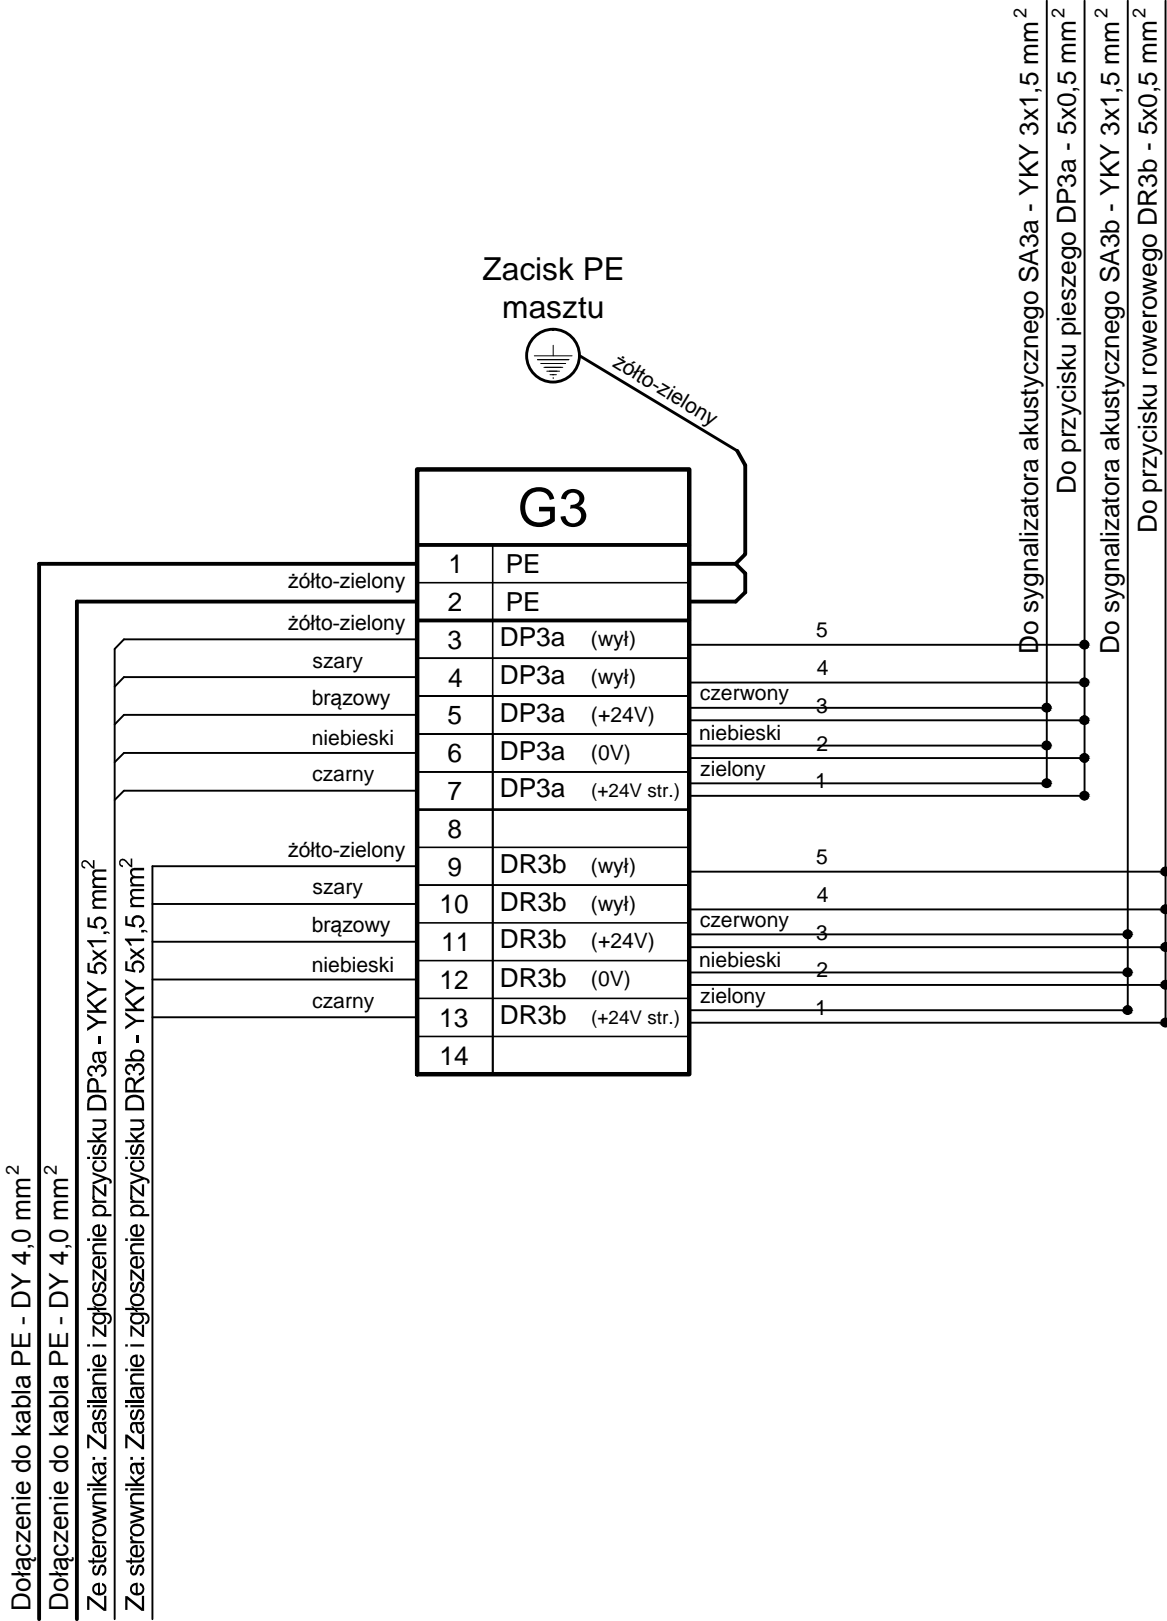 Do sygnalizatora akustycznego SA3a - YKY 3x1,5 mm²
Do przycisku pieszego DP3a - 5x0,5 mm²
Do sygnalizatora akustycznego SA3b - YKY 3x1,5 mm²
Do przycisku rowerowego DR3b - 5x0,5 mm²
Zacisk PE
masztu
żółto-zielony
G3
1 PE
żółto-zielony
2 PE
żółto-zielony 3 DP3a (wył) 5
szary 4 DP3a (wył) 4
brązowy 5 DP3a (+24V) czerwony 3
niebieski 6 DP3a (0V) niebieski 2
czarny 7 DP3a (+24V str.) zielony 1
8
żółto-zielony 9 DR3b (wył) 5
szary 10 DR3b (wył) 4
brązowy 11 DR3b (+24V) czerwony 3
niebieski 12 DR3b (0V) niebieski 2
czarny 13 DR3b (+24V str.) zielony 1
14
Dołączenie do kabla PE - DY 4,0 mm²
Dołączenie do kabla PE - DY 4,0 mm²
Ze sterownika: Zasilanie i zgłoszenie przycisku DP3a - YKY 5x1,5 mm²
Ze sterownika: Zasilanie i zgłoszenie przycisku DR3b - YKY 5x1,5 mm²